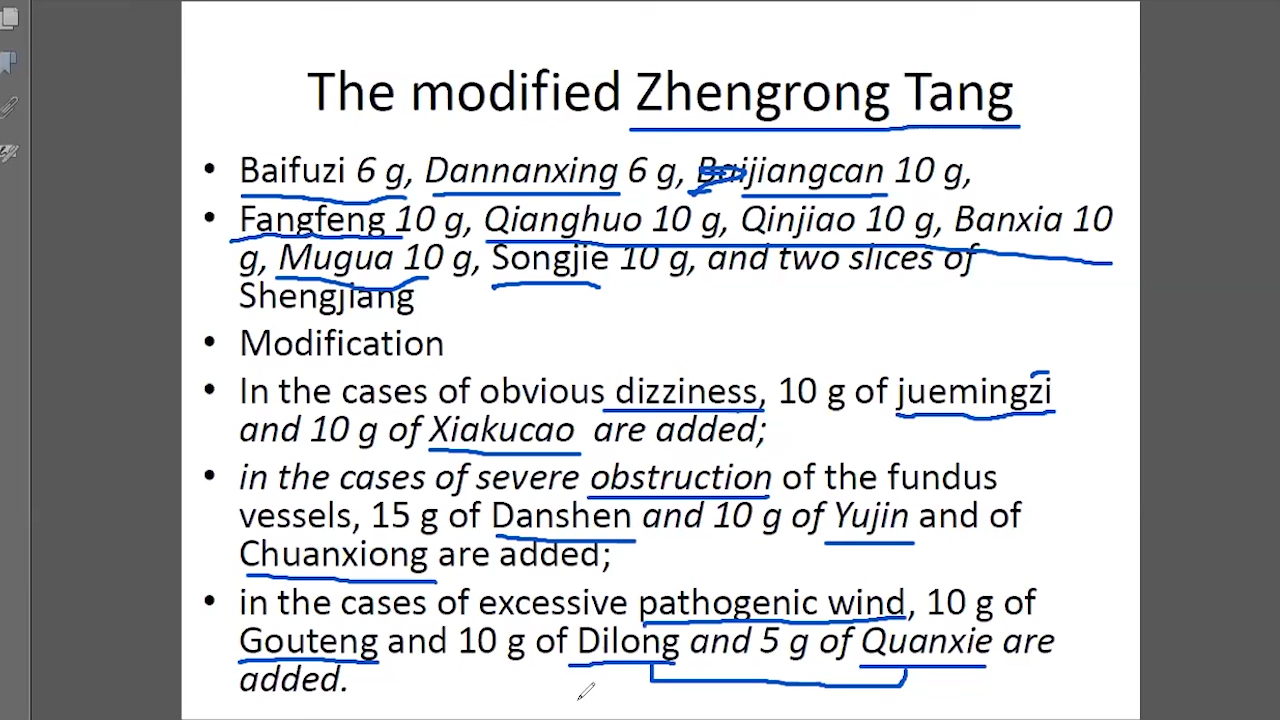 The modified Zhengrong Tang
• Baifuzi 6 g, Dannanxing 6 g, Baijiangcan 10 g,
• Fangfeng 10 g, Qianghuo 10 g, Qinjiao 10 g, Banxia 10
g, Mugua 10 g, Songjie 10 g, and two slices of
Shengjiang
• Modification
• In the cases of obvious dizziness, 10 g of juemingzi
and 10 g of Xiakucao are added;
• in the cases of severe obstruction of the fundus
vessels, 15 g of Danshen and 10 g of Yujin and of
Chuanxiong are added;
• in the cases of excessive pathogenic wind, 10 g of
Gouteng and 10 g of Dilong and 5 g of Quanxie are
added.